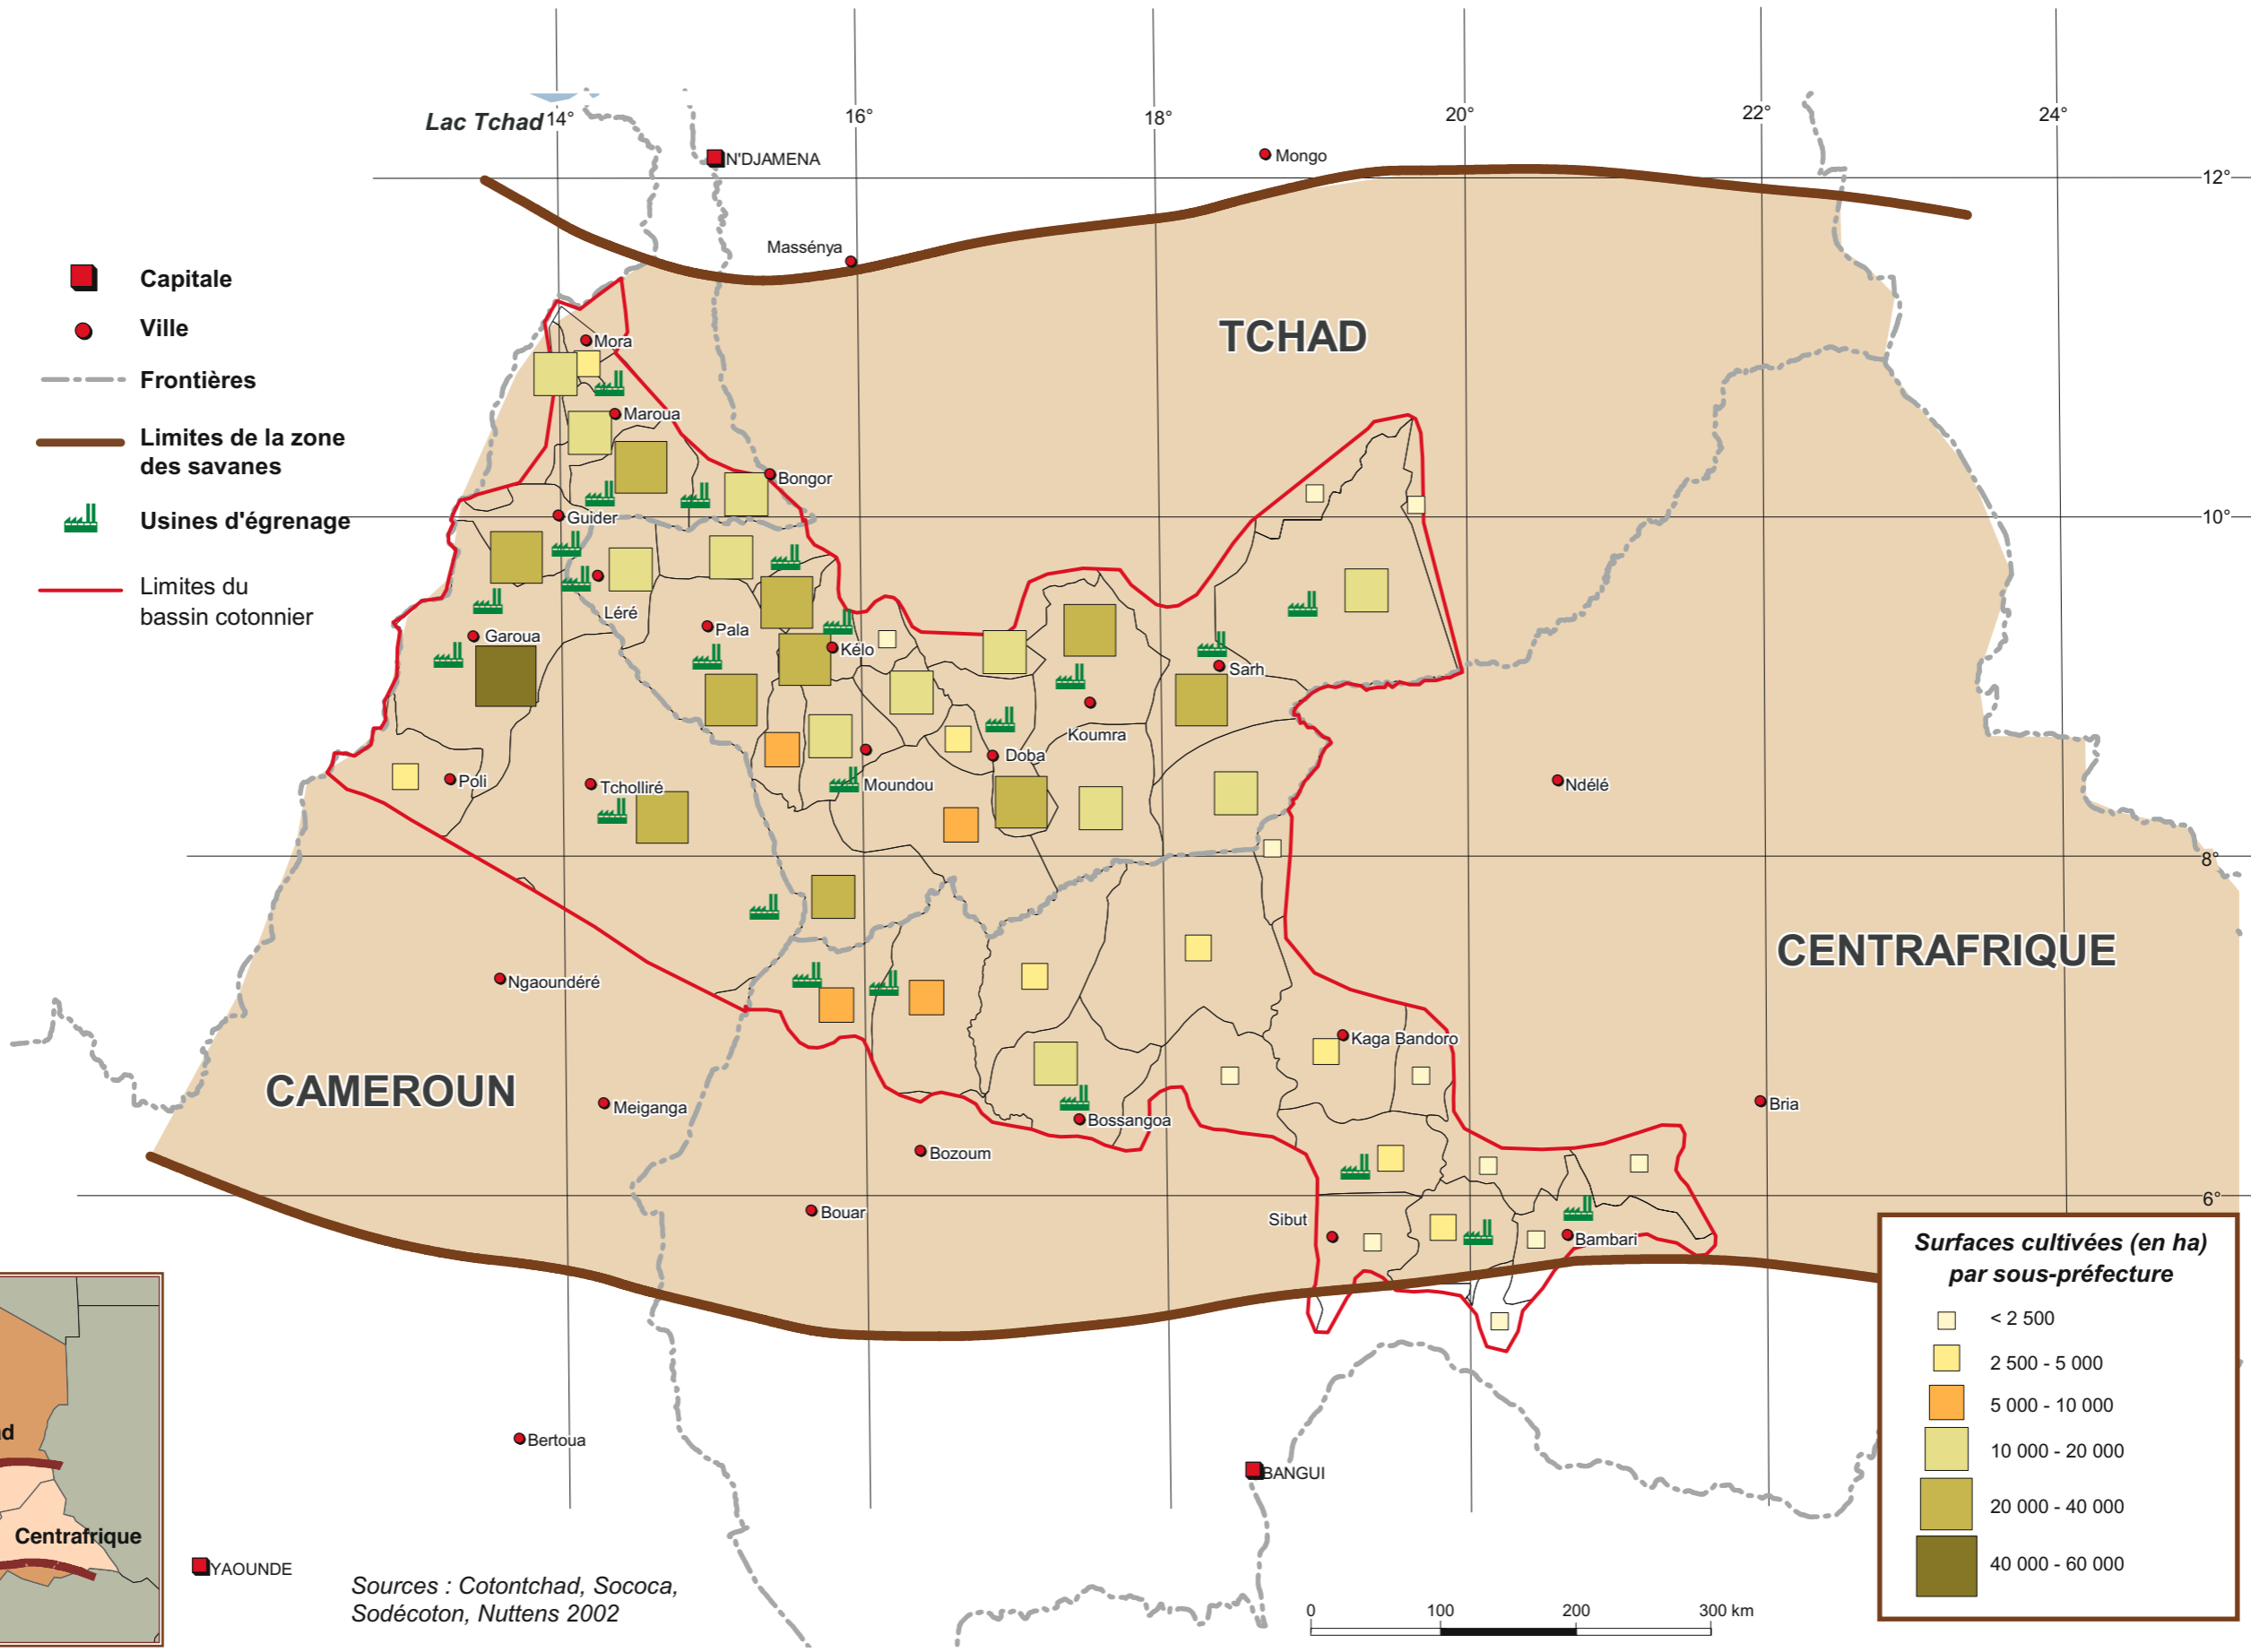 Lac Tchad
14°
16°
18°
20°
22°
24°
N'DJAMENA
Mongo
12°
Massénya
Capitale
Ville
Frontières
Limites de la zone
des savanes
Usines d'égrenage
Limites du
bassin cotonnier
TCHAD
Mora
Maroua
Bongor
Guider
10°
Léré
Pala
Garoua
Kélo
Sarh
Koumra
Doba
Moundou
Poli
Tcholliré
Ndélé
8°
CENTRAFRIQUE
Ngaoundéré
Kaga Bandoro
CAMEROUN
Meiganga
Bossangoa
Bria
Bozoum
6°
Bouar
Sibut
Bambari
Surfaces cultivées (en ha)
par sous-préfecture
< 2 500
2 500 - 5 000
5 000 - 10 000
10 000 - 20 000
20 000 - 40 000
40 000 - 60 000
Bertoua
BANGUI
Centrafrique
YAOUNDE
Sources : Cotontchad, Sococa,
Sodécoton, Nuttens 2002
0
100
200
300 km